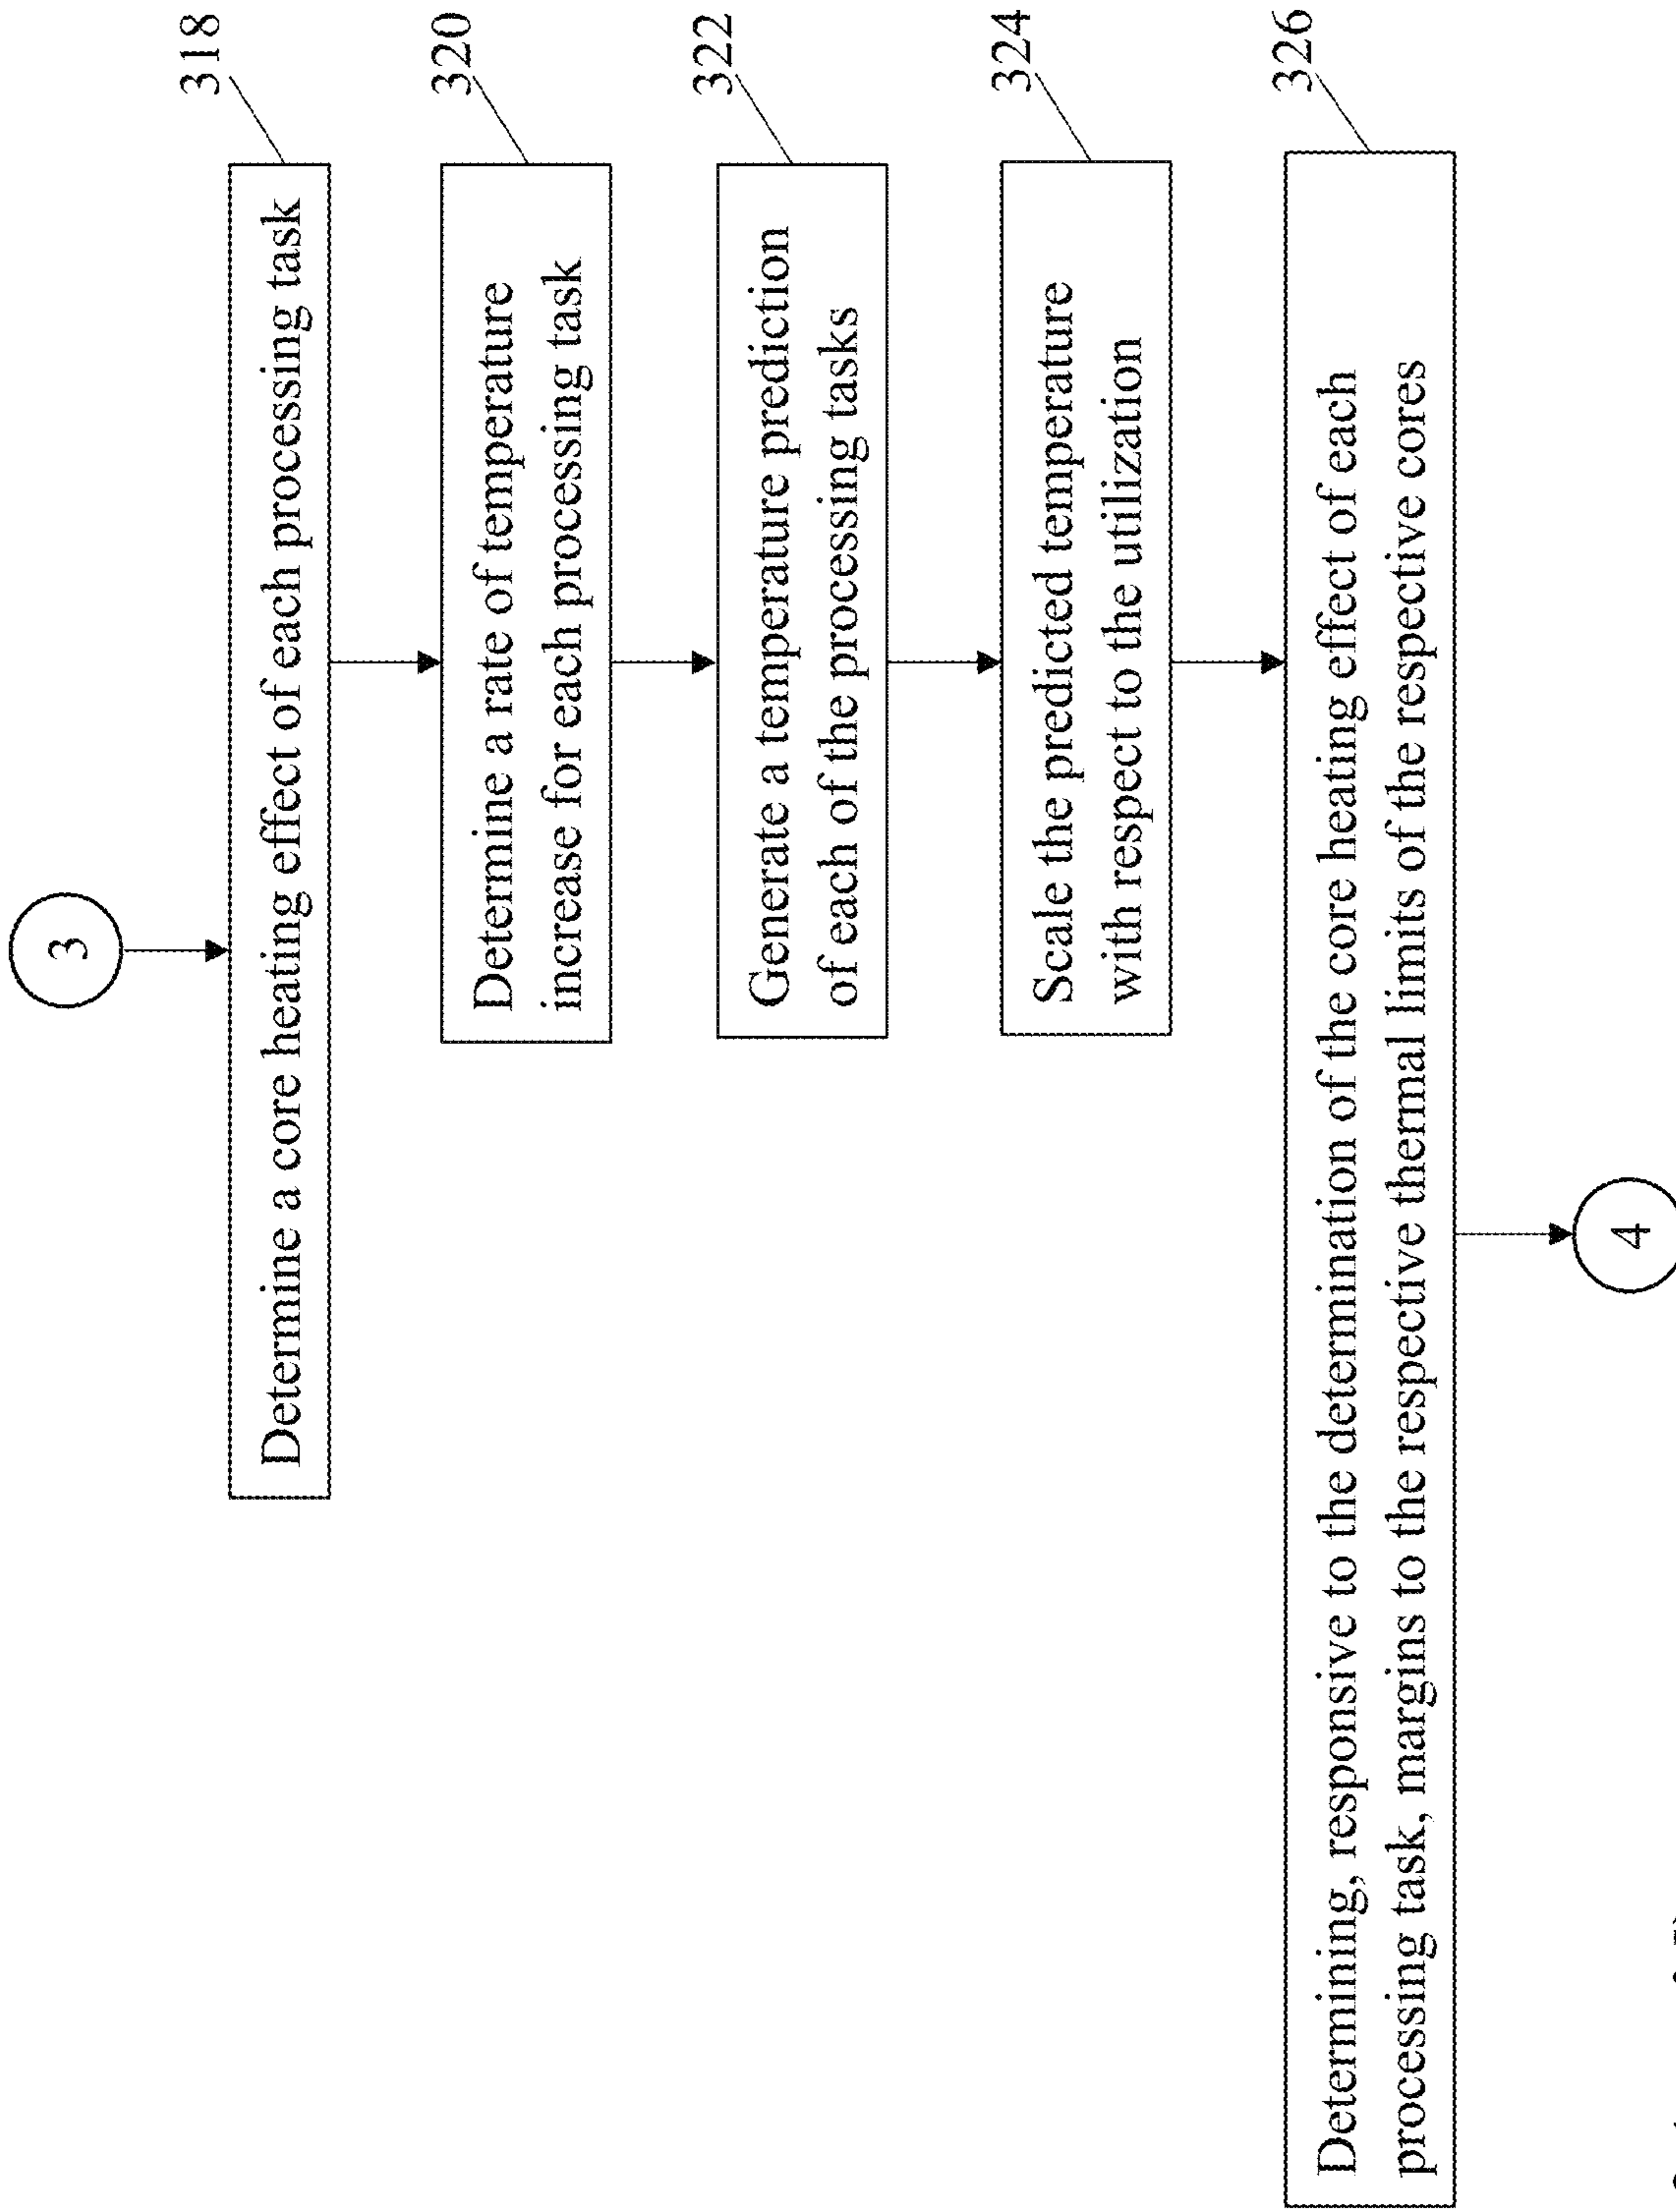 3
318
Determine a core heating effect of each processing task
320
Determine a rate of temperature
increase for each processing task
322
Generate a temperature prediction
of each of the processing tasks
324
Scale the predicted temperature
with respect to the utilization
326
Determining, responsive to the determination of the core heating effect of each
processing task, margins to the respective thermal limits of the respective cores
4